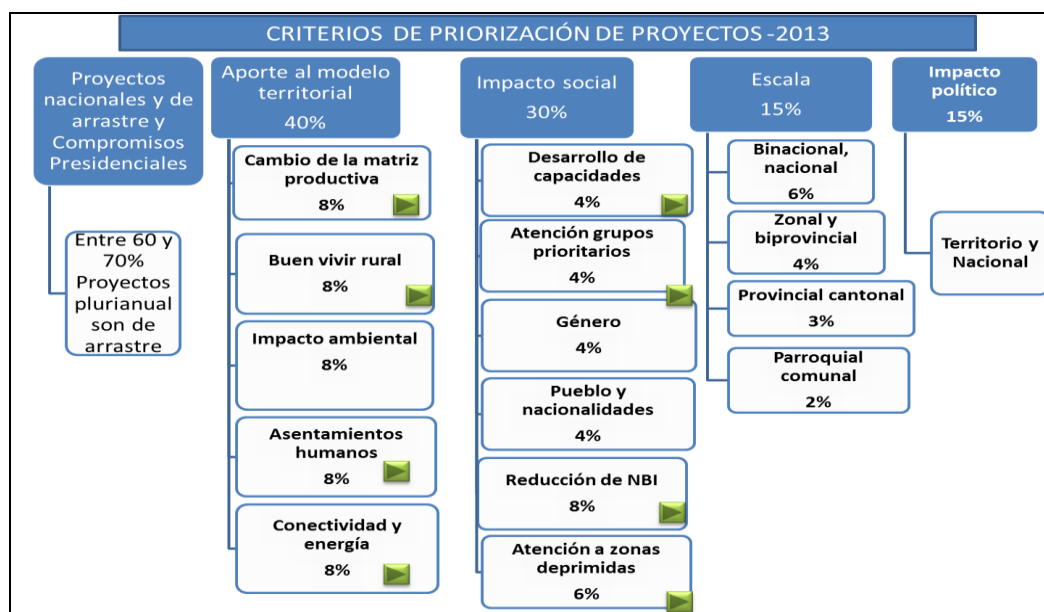 CRITERIOS DE PRIORIZACIÓN DE PROYECTOS -2013
Proyectos
nacionales y de
arrastre y
Compromisos
Presidenciales
Entre 60 y
70%
Proyectos
plurianual
son de
arrastre
Aporte al modelo
territorial
40%
Cambio de la matriz
productiva
8%
Buen vivir rural
8%
Impacto ambiental
8%
Asentamientos
humanos
8%
Conectividad y
energía
8%
Impacto social
30%
Desarrollo de
capacidades
4%
Atención grupos
prioritarios
4%
Género
4%
Pueblo y
nacionalidades
4%
Reducción de NBI
8%
Atención a zonas
deprimidas
6%
Escala
15%
Binacional,
nacional
6%
Zonal y
biprovincial
4%
Provincial cantonal
3%
Parroquial
comunal
2%
Impacto
político
15%
Territorio y
Nacional